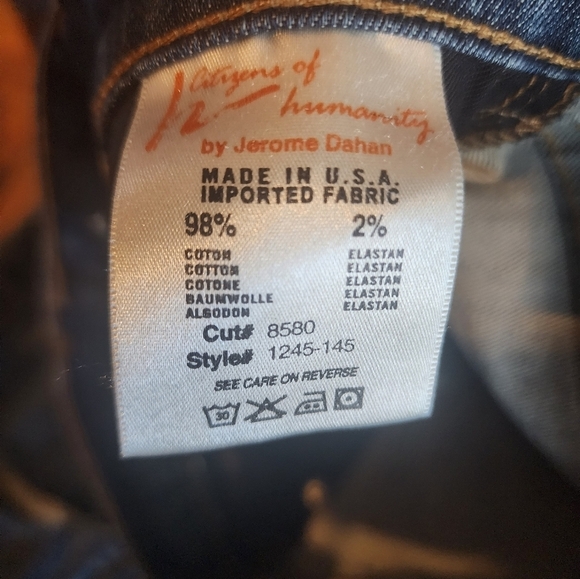 Citizens of
humanity
by Jerome Dahan
MADE IN U.S.A.
IMPORTED FABRIC
98% 2%
COTON ELASTAN
COTTON ELASTAN
COTONE ELASTAN
BAUMWOLLE ELASTAN
ALGODON ELASTAN
Cut# 8580
Style# 1245-145
SEE CARE ON REVERSE
30